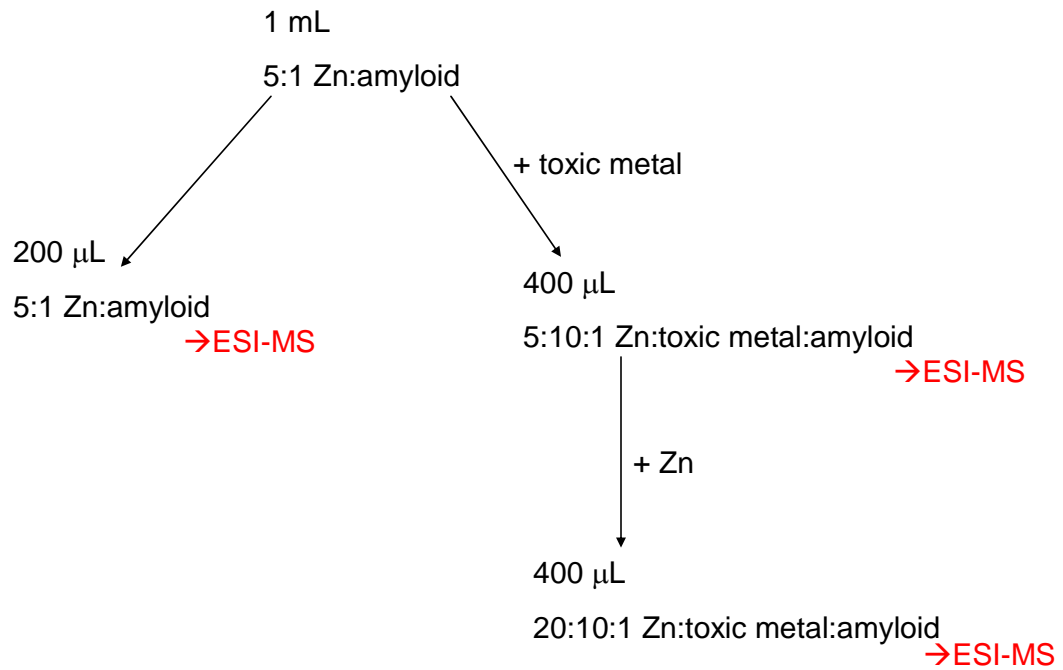 1 mL
5:1 Zn:amyloid
+ toxic metal
200 μL
5:1 Zn:amyloid
→ESI-MS
400 μL
5:10:1 Zn:toxic metal:amyloid
→ESI-MS
+ Zn
400 μL
20:10:1 Zn:toxic metal:amyloid
→ESI-MS